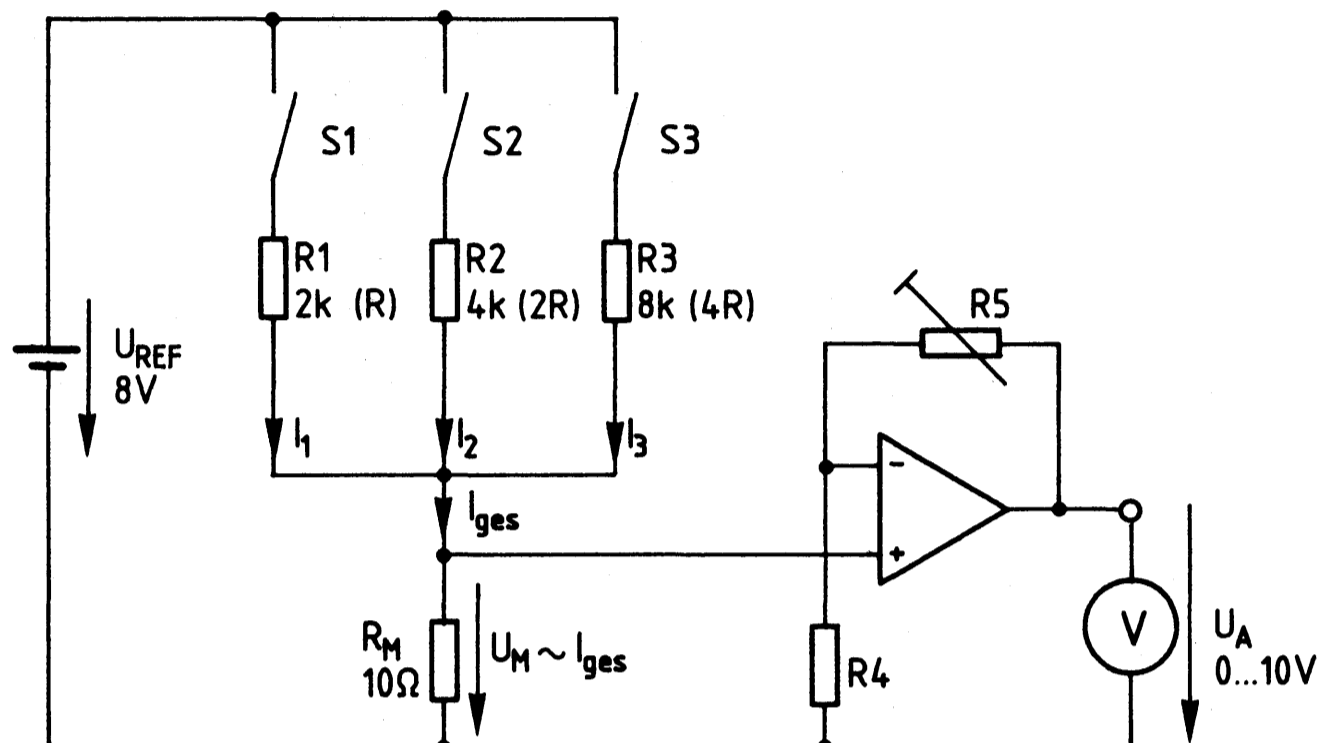 S1
S2
S3
R1
2k (R)
R2
4k (2R)
R3
8k (4R)
R5
U_REF
8V
I_1
I_2
I_3
I_ges
-
+
R_M
10Ω
U_M ~ I_ges
R4
V
U_A
0...10V